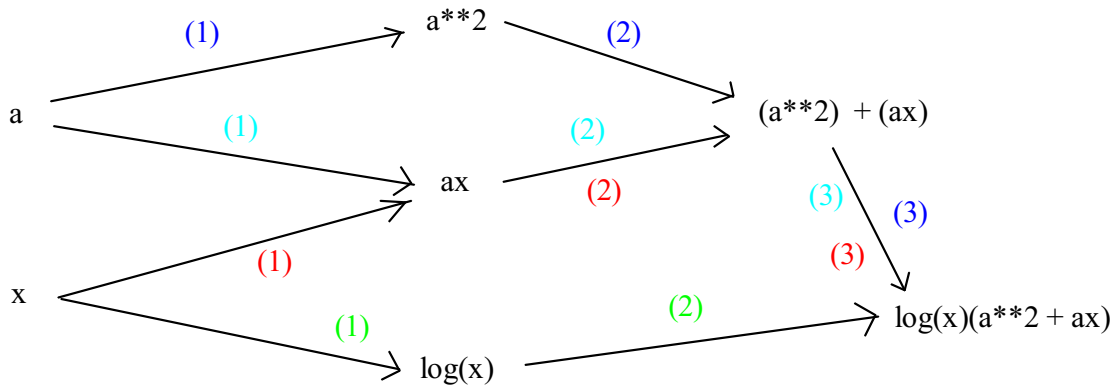 (1)
a**2
(2)
a
(1)
(2)
(a**2) + (ax)
ax
(2)
(3)
(3)
(1)
(3)
x
(1)
(2)
log(x)(a**2 + ax)
log(x)